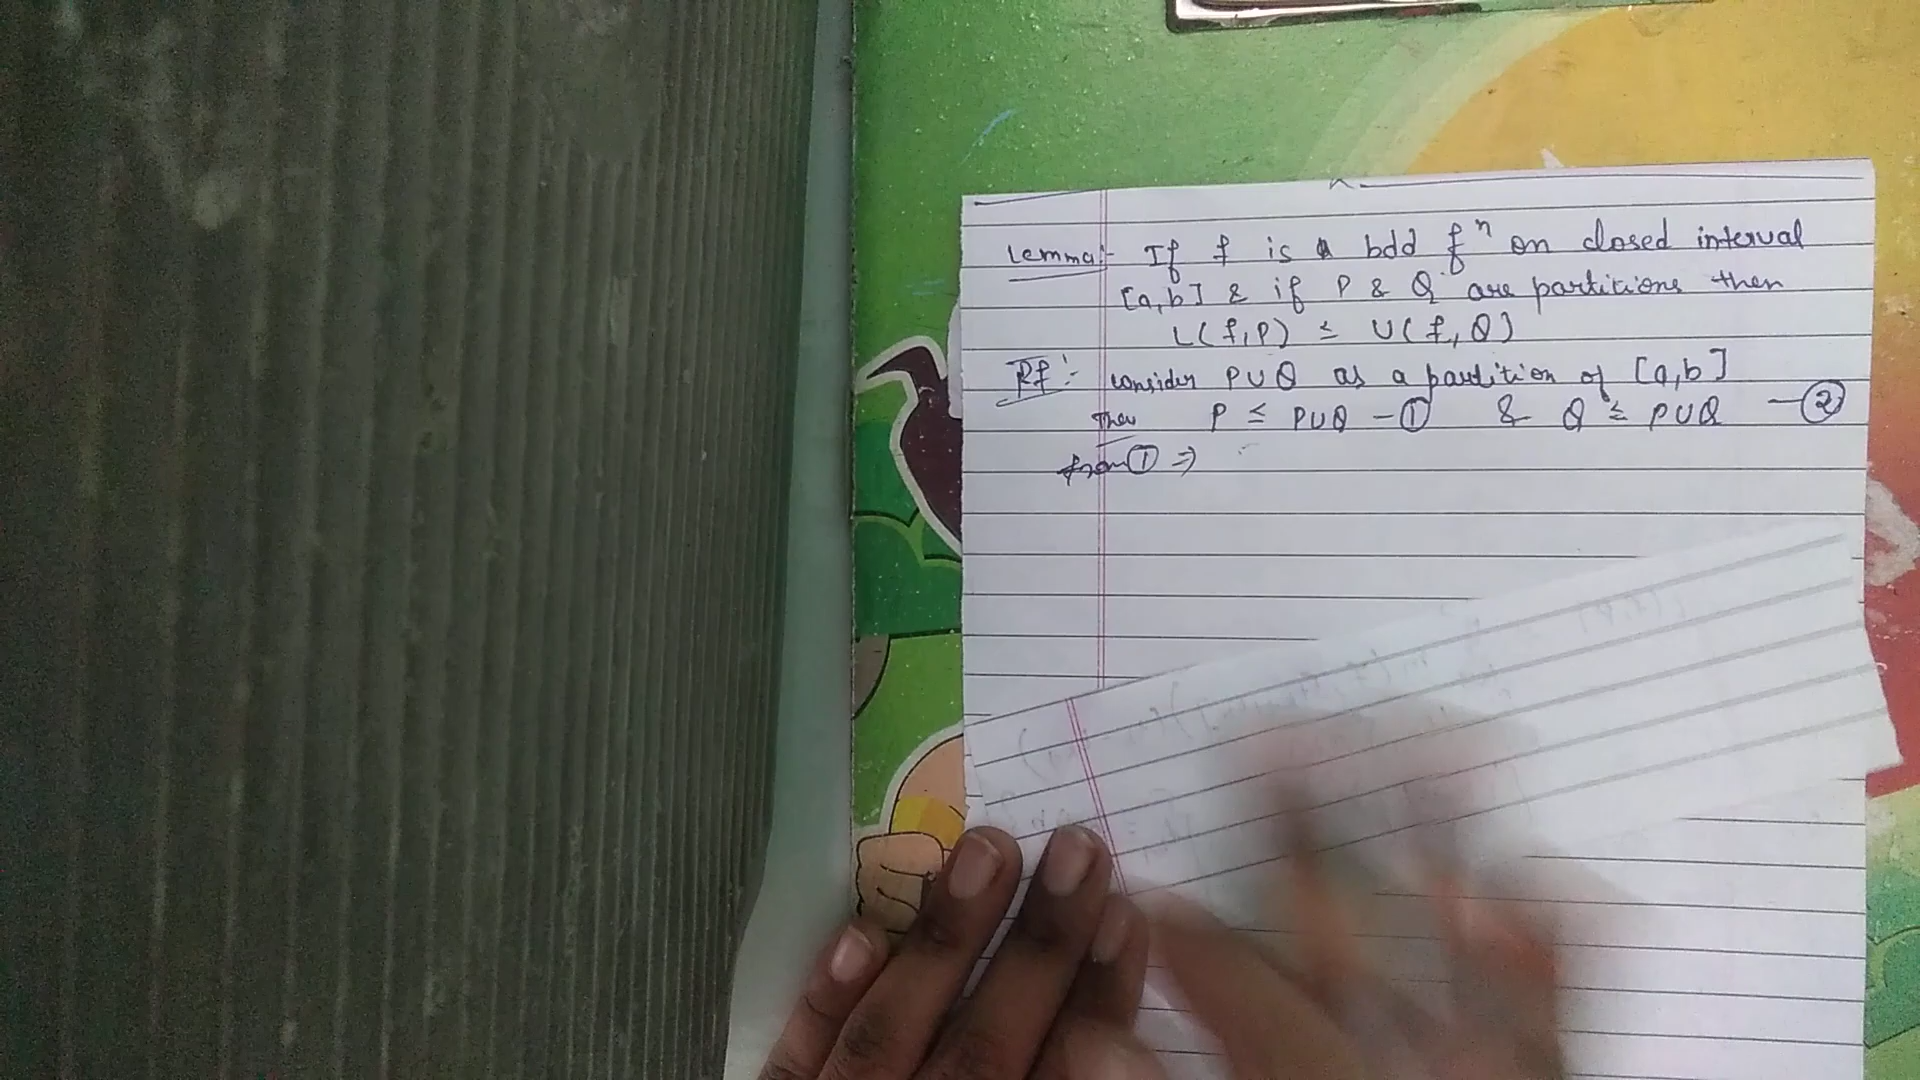 Lemma:- If f is a bdd fⁿ on closed interval
[a,b] & if P & Q are partitions then
L(f,P) ≤ U(f,Q)
Pf:- consider P∪Q as a partition of [a,b]
Then P ≤ P∪Q -① & Q ≤ P∪Q -②
from ① ⇒